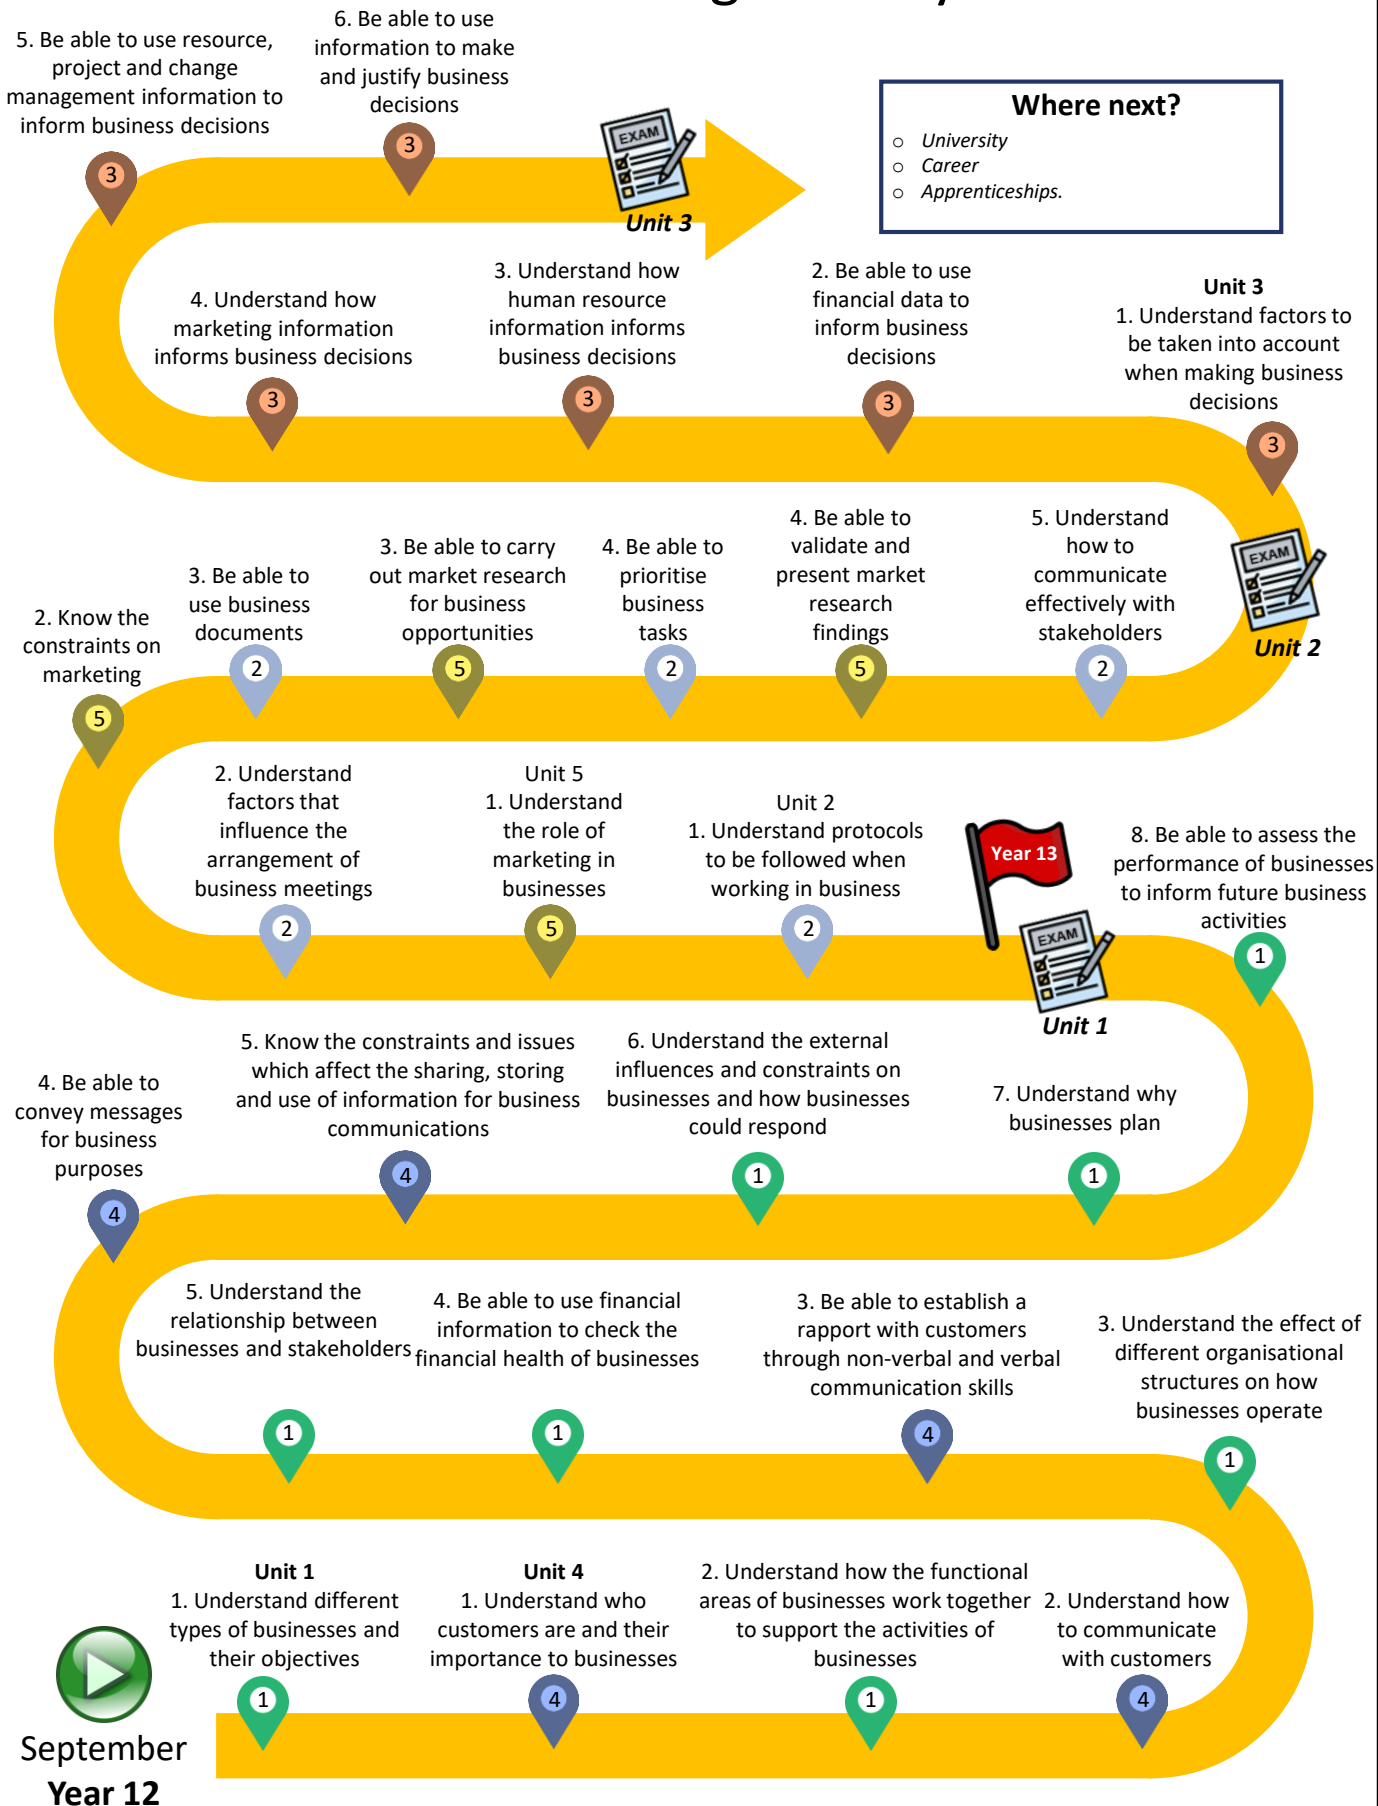 5. Be able to use resource,
project and change
management information to
inform business decisions
3
6. Be able to use
information to make
and justify business
decisions
3
EXAM
Unit 3
Where next?
○ University
○ Career
○ Apprenticeships.
4. Understand how
marketing information
informs business decisions
3
3. Understand how
human resource
information informs
business decisions
3
2. Be able to use
financial data to
inform business
decisions
3
Unit 3
1. Understand factors to
be taken into account
when making business
decisions
3
2. Know the
constraints on
marketing
5
3. Be able to
use business
documents
2
3. Be able to carry
out market research
for business
opportunities
5
4. Be able to
prioritise
business
tasks
2
4. Be able to
validate and
present market
research
findings
5
5. Understand
how to
communicate
effectively with
stakeholders
2
EXAM
Unit 2
2. Understand
factors that
influence the
arrangement of
business meetings
2
Unit 5
1. Understand
the role of
marketing in
businesses
5
Unit 2
1. Understand protocols
to be followed when
working in business
2
Year 13
EXAM
Unit 1
8. Be able to assess the
performance of businesses
to inform future business
activities
1
4. Be able to
convey messages
for business
purposes
4
5. Know the constraints and issues
which affect the sharing, storing
and use of information for business
communications
4
6. Understand the external
influences and constraints on
businesses and how businesses
could respond
1
7. Understand why
businesses plan
1
5. Understand the
relationship between
businesses and stakeholders
1
4. Be able to use financial
information to check the
financial health of businesses
1
3. Be able to establish a
rapport with customers
through non-verbal and verbal
communication skills
4
3. Understand the effect of
different organisational
structures on how
businesses operate
1
September
Year 12
Unit 1
1. Understand different
types of businesses and
their objectives
1
Unit 4
1. Understand who
customers are and their
importance to businesses
4
2. Understand how the functional
areas of businesses work together
to support the activities of
businesses
1
2. Understand how
to communicate
with customers
4